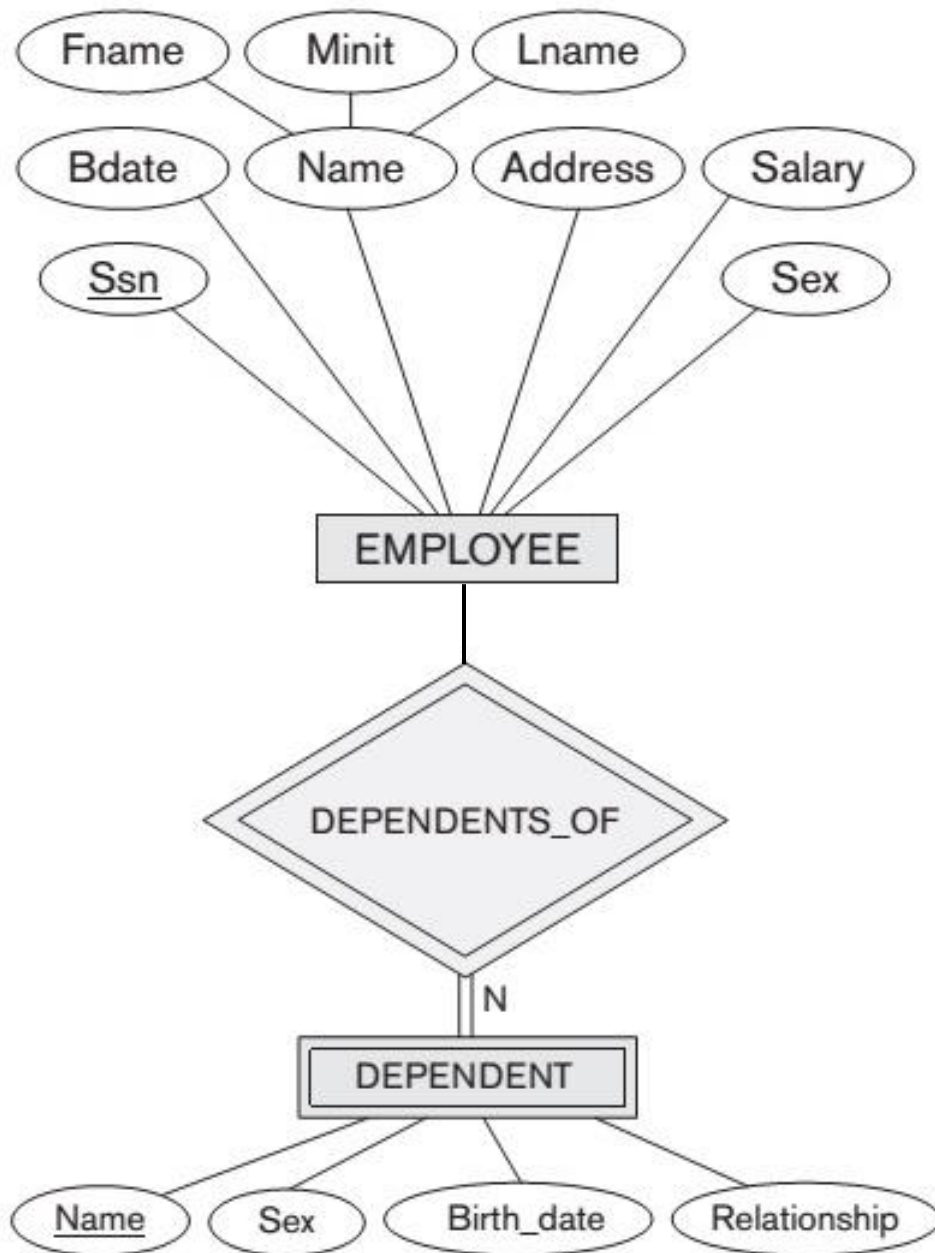 Fname Minit Lname
Bdate Name Address Salary
Ssn Sex
EMPLOYEE
DEPENDENTS_OF
N
DEPENDENT
Name Sex Birth_date Relationship